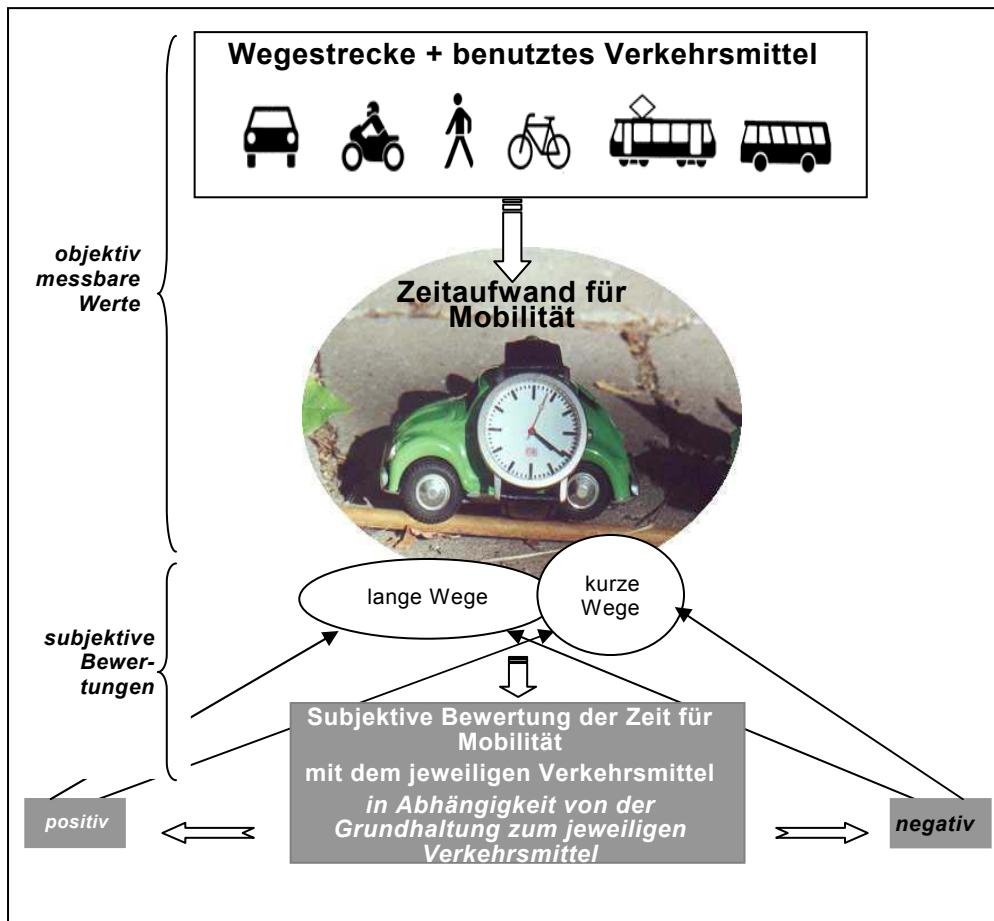 Wegestrecke + benutztes Verkehrsmittel
objektiv
messbare
Werte
Zeitaufwand für
Mobilität
lange Wege
kurze
Wege
subjektive
Bewer-
tungen
Subjektive Bewertung der Zeit für
Mobilität
mit dem jeweiligen Verkehrsmittel
in Abhängigkeit von der
Grundhaltung zum jeweiligen
Verkehrsmittel
positiv
negativ